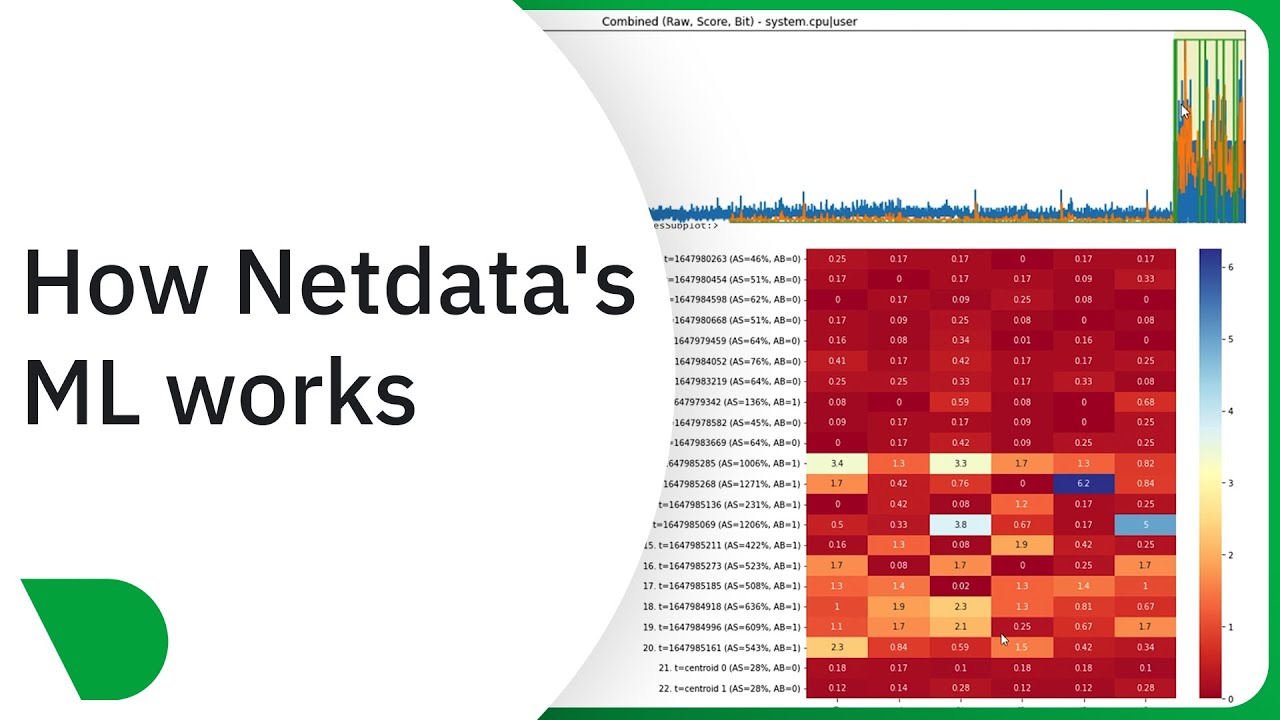 Combined (Raw, Score, Bit) - system.cpu|user
How Netdata's
ML works
esSubplot:>
t=1647980263 (AS=46%, AB=0) 0.25 0.17 0.17 0 0.17 0.17
=1647980454 (AS=51%, AB=0) 0.17 0 0.17 0.17 0.09 0.33
=1647984598 (AS=62%, AB=0) 0 0.17 0.09 0.25 0.08 0
=1647980668 (AS=51%, AB=0) 0.17 0.09 0.25 0.08 0 0.08
1647979459 (AS=64%, AB=0) 0.16 0.08 0.34 0.01 0.16 0
1647984052 (AS=76%, AB=0) 0.41 0.17 0.42 0.17 0.17 0.25
1647983219 (AS=64%, AB=0) 0.25 0.25 0.33 0.17 0.33 0.08
1647979342 (AS=136%, AB=1) 0.08 0 0.59 0.08 0 0.68
1647978582 (AS=45%, AB=0) 0.09 0.17 0.17 0.09 0 0.25
1647983669 (AS=64%, AB=0) 0 0.17 0.42 0.09 0.25 0.25
1647985285 (AS=1006%, AB=1) 3.4 1.3 3.3 1.7 1.3 0.82
1647985268 (AS=1271%, AB=1) 1.7 0.42 0.76 0 6.2 0.84
t=1647985136 (AS=231%, AB=1) 0 0.42 0.08 1.2 0.17 0.25
t=1647985069 (AS=1206%, AB=1) 0.5 0.33 3.8 0.67 0.17 5
15. t=1647985211 (AS=422%, AB=1) 0.16 1.3 0.08 1.9 0.42 0.25
16. t=1647985273 (AS=523%, AB=1) 1.7 0.08 1.7 0 0.25 1.7
17. t=1647985185 (AS=508%, AB=1) 1.3 1.4 0.02 1.3 1.4 1
18. t=1647984918 (AS=636%, AB=1) 1 1.9 2.3 1.3 0.81 0.67
19. t=1647984996 (AS=609%, AB=1) 1.1 1.7 2.1 0.25 0.67 1.7
20. t=1647985161 (AS=543%, AB=1) 2.3 0.84 0.59 1.5 0.42 0.34
21. t=centroid 0 (AS=28%, AB=0) 0.18 0.17 0.1 0.18 0.18 0.1
22. t=centroid 1 (AS=28%, AB=0) 0.12 0.14 0.28 0.12 0.12 0.28
6
5
4
3
2
1
0